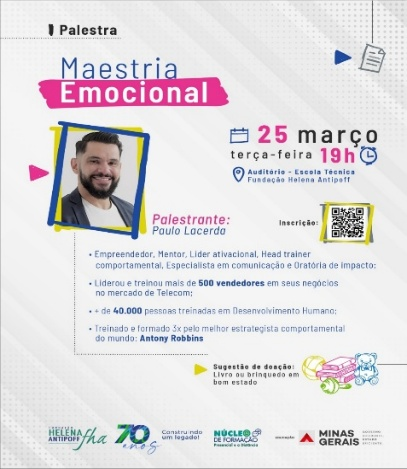 Palestra
Maestria
Emocional
25 março
terça-feira 19h
Auditório - Escola Técnica
Fundação Helena Antipoff
Palestrante:
Paulo Lacerda
Inscrição:
• Empreendedor, Mentor, Líder ativacional, Head trainer
comportamental, Especialista em comunicação e Oratória de impacto;
• Liderou e treinou mais de 500 vendedores em seus negócios
no mercado de Telecom;
• + de 40.000 pessoas treinadas em Desenvolvimento Humano;
• Treinado e formado 3x pelo melhor estrategista comportamental
do mundo: Antony Robbins
Sugestão de doação:
Livro ou brinquedo em
bom estado
HELENA
ANTIPOFF
fha
70
anos
Construindo
um legado!
NÚCLEO
DE FORMAÇÃO
Presencial e a Distância
MINAS
GERAIS